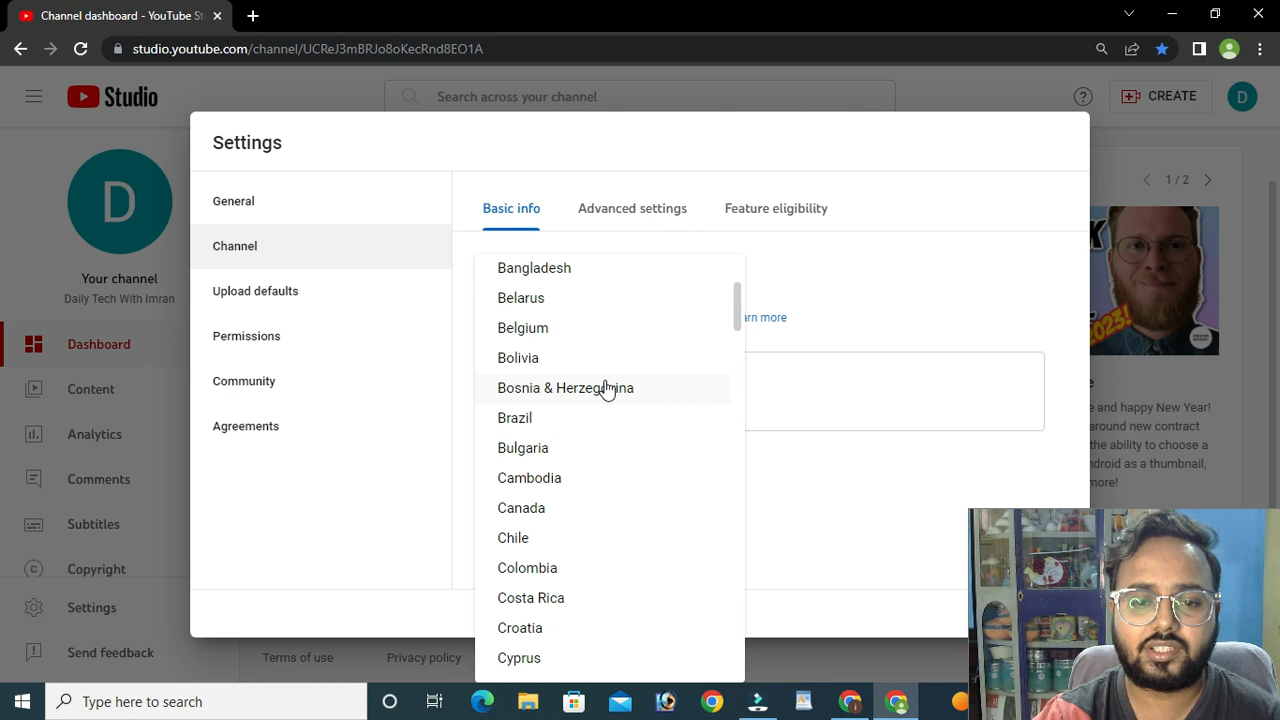 Channel dashboard - YouTube St
studio.youtube.com/channel/UCReJ3mBRJo8oKecRnd8EO1A
Studio
Search across your channel
CREATE
D
D
Your channel
Daily Tech With Imran
Dashboard
Content
Analytics
Comments
Subtitles
Copyright
Settings
Send feedback
Settings
General
Channel
Upload defaults
Permissions
Community
Agreements
Basic info
Advanced settings
Feature eligibility
Bangladesh
Belarus
Belgium
Bolivia
Bosnia & Herzegovina
Brazil
Bulgaria
Cambodia
Canada
Chile
Colombia
Costa Rica
Croatia
Cyprus
arn more
1 / 2
K
2023!
e
e and happy New Year!
around new contract
the ability to choose a
ndroid as a thumbnail,
more!
Terms of use
Privacy policy
Type here to search